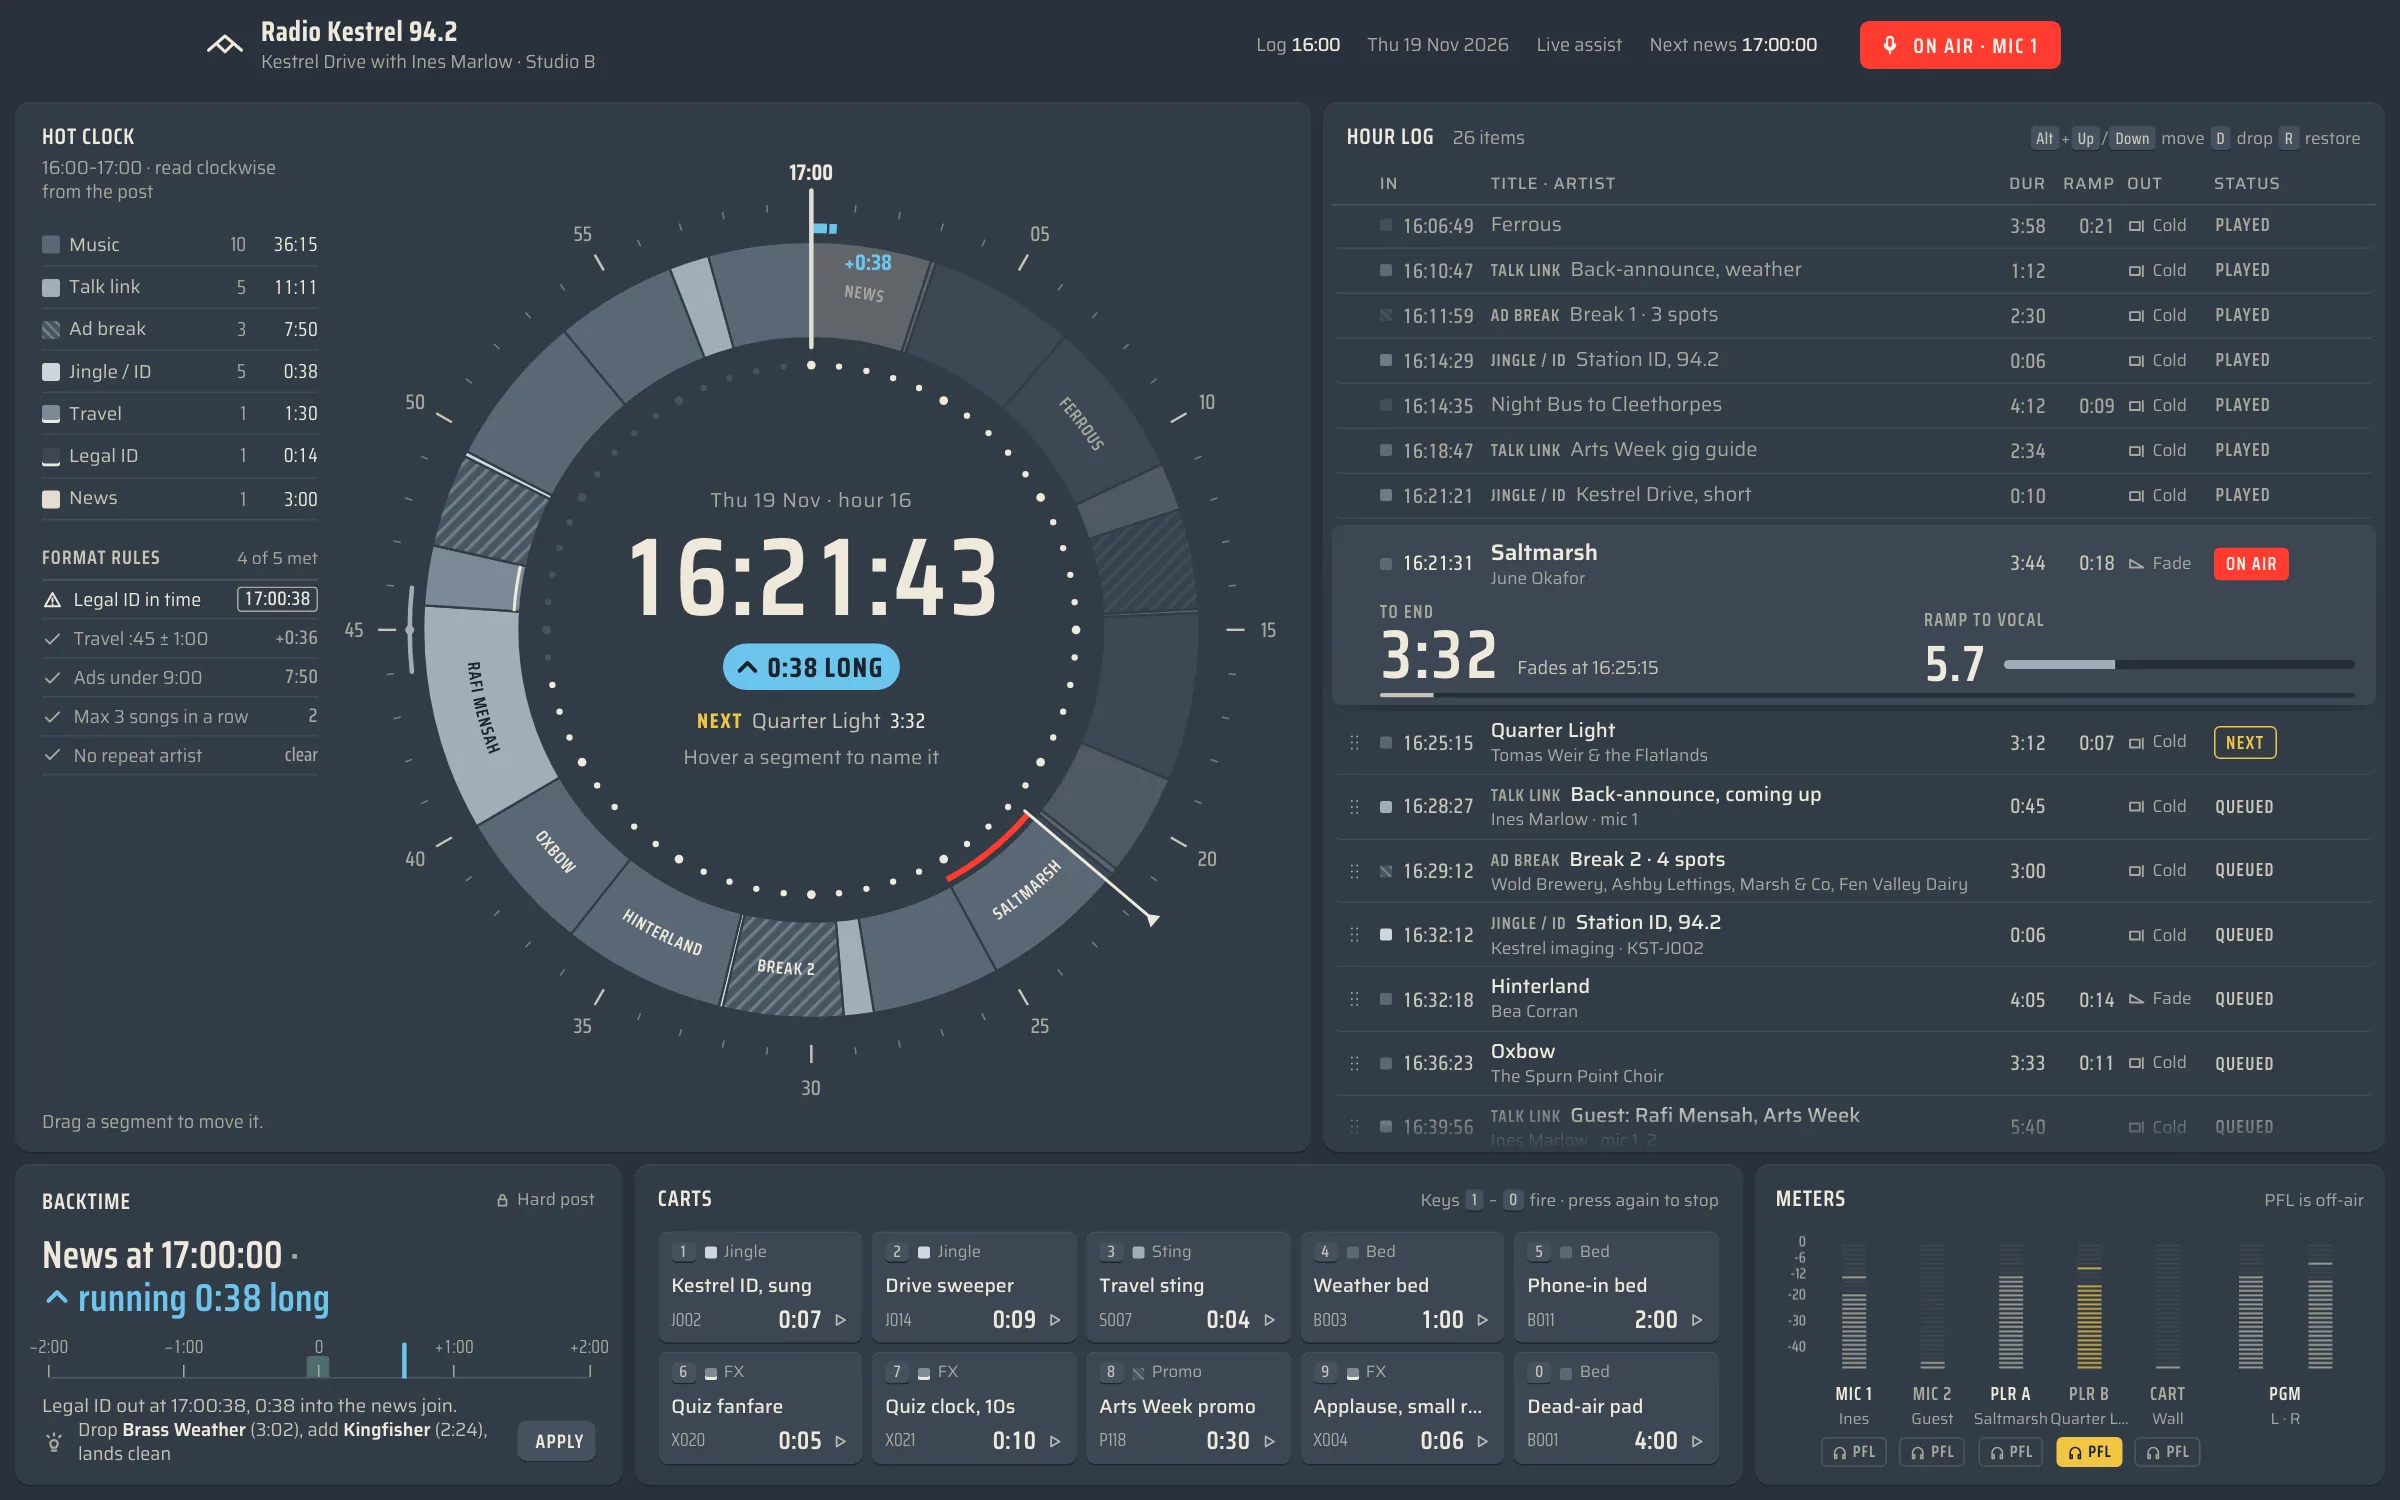 Radio Kestrel 94.2
Kestrel Drive with Ines Marlow · Studio B
Log 16:00 Thu 19 Nov 2026 Live assist Next news 17:00:00
ON AIR · MIC 1
HOT CLOCK
16:00–17:00 · read clockwise
from the post
Music 10 36:15
Talk link 5 11:11
Ad break 3 7:50
Jingle / ID 5 0:38
Travel 1 1:30
Legal ID 1 0:14
News 1 3:00
FORMAT RULES 4 of 5 met
Legal ID in time 17:00:38
Travel :45 ± 1:00 +0:36
Ads under 9:00 7:50
Max 3 songs in a row 2
No repeat artist clear
Drag a segment to move it.
17:00
05
10
15
20
25
30
35
40
45
50
55
+0:38
NEWS
FERROUS
SALTMARSH
BREAK 2
HINTERLAND
OXBOW
RAFI MENSAH
Thu 19 Nov · hour 16
16:21:43
0:38 LONG
NEXT Quarter Light 3:32
Hover a segment to name it
HOUR LOG 26 items
Alt + Up / Down move D drop R restore
IN TITLE · ARTIST DUR RAMP OUT STATUS
16:06:49 Ferrous 3:58 0:21 Cold PLAYED
16:10:47 TALK LINK Back-announce, weather 1:12 Cold PLAYED
16:11:59 AD BREAK Break 1 · 3 spots 2:30 Cold PLAYED
16:14:29 JINGLE / ID Station ID, 94.2 0:06 Cold PLAYED
16:14:35 Night Bus to Cleethorpes 4:12 0:09 Cold PLAYED
16:18:47 TALK LINK Arts Week gig guide 2:34 Cold PLAYED
16:21:21 JINGLE / ID Kestrel Drive, short 0:10 Cold PLAYED
16:21:31 Saltmarsh 3:44 0:18 Fade ON AIR
June Okafor
TO END
3:32 Fades at 16:25:15
RAMP TO VOCAL
5.7
16:25:15 Quarter Light 3:12 0:07 Cold NEXT
Tomas Weir & the Flatlands
16:28:27 TALK LINK Back-announce, coming up 0:45 Cold QUEUED
Ines Marlow · mic 1
16:29:12 AD BREAK Break 2 · 4 spots 3:00 Cold QUEUED
Wold Brewery, Ashby Lettings, Marsh & Co, Fen Valley Dairy
16:32:12 JINGLE / ID Station ID, 94.2 0:06 Cold QUEUED
Kestrel imaging · KST-J002
16:32:18 Hinterland 4:05 0:14 Fade QUEUED
Bea Corran
16:36:23 Oxbow 3:33 0:11 Cold QUEUED
The Spurn Point Choir
16:39:56 TALK LINK Guest: Rafi Mensah, Arts Week 5:40 Cold QUEUED
Ines Marlow · mic 1, 2
BACKTIME Hard post
News at 17:00:00 ·
running 0:38 long
−2:00 −1:00 0 +1:00 +2:00
Legal ID out at 17:00:38, 0:38 into the news join.
Drop Brass Weather (3:02), add Kingfisher (2:24),
lands clean
APPLY
CARTS Keys 1 – 0 fire · press again to stop
1 Jingle
Kestrel ID, sung
J002 0:07
2 Jingle
Drive sweeper
J014 0:09
3 Sting
Travel sting
S007 0:04
4 Bed
Weather bed
B003 1:00
5 Bed
Phone-in bed
B011 2:00
6 FX
Quiz fanfare
X020 0:05
7 FX
Quiz clock, 10s
X021 0:10
8 Promo
Arts Week promo
P118 0:30
9 FX
Applause, small r...
X004 0:06
0 Bed
Dead-air pad
B001 4:00
METERS PFL is off-air
0
-6
-12
-20
-30
-40
MIC 1 MIC 2 PLR A PLR B CART PGM
Ines Guest Saltmarsh Quarter L... Wall L · R
PFL PFL PFL PFL PFL